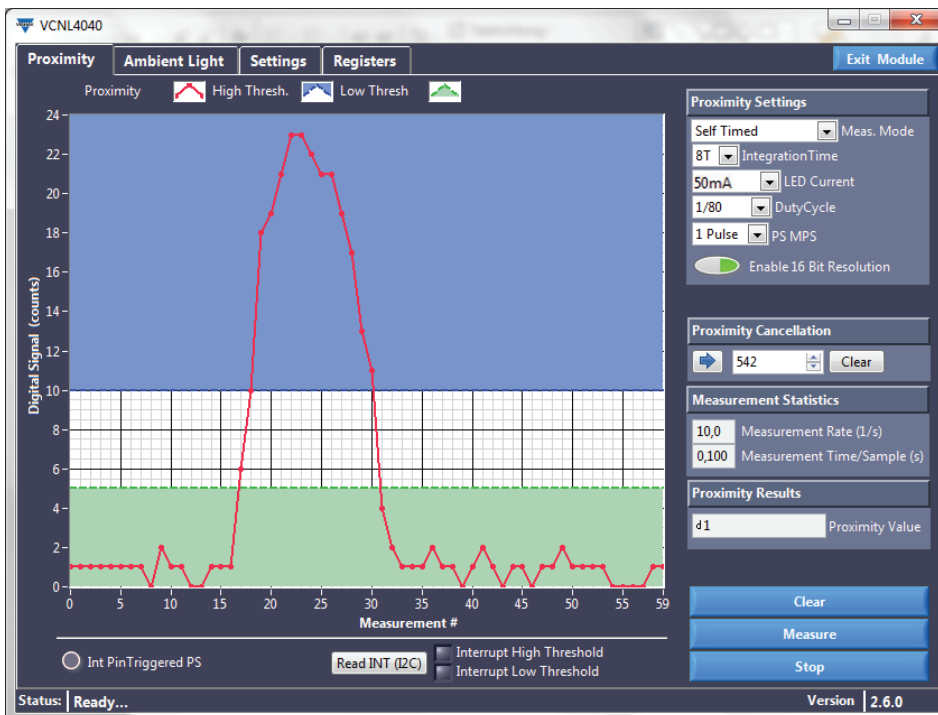 VCNL4040
Proximity Ambient Light Settings Registers Exit Module
Proximity High Thresh. Low Thresh
24
22
20
18
16
14
12
10
8
6
4
2
0
Digital Signal (counts)
0 5 10 15 20 25 30 35 40 45 50 55 59
Measurement #
Proximity Settings
Self Timed Meas. Mode
8T IntegrationTime
50mA LED Current
1/80 DutyCycle
1 Pulse PS MPS
Enable 16 Bit Resolution
Proximity Cancellation
542 Clear
Measurement Statistics
10,0 Measurement Rate (1/s)
0,100 Measurement Time/Sample (s)
Proximity Results
d1 Proximity Value
Clear
Measure
Stop
Int PinTriggered PS
Read INT (I2C)
Interrupt High Threshold
Interrupt Low Threshold
Status: Ready...
Version 2.6.0